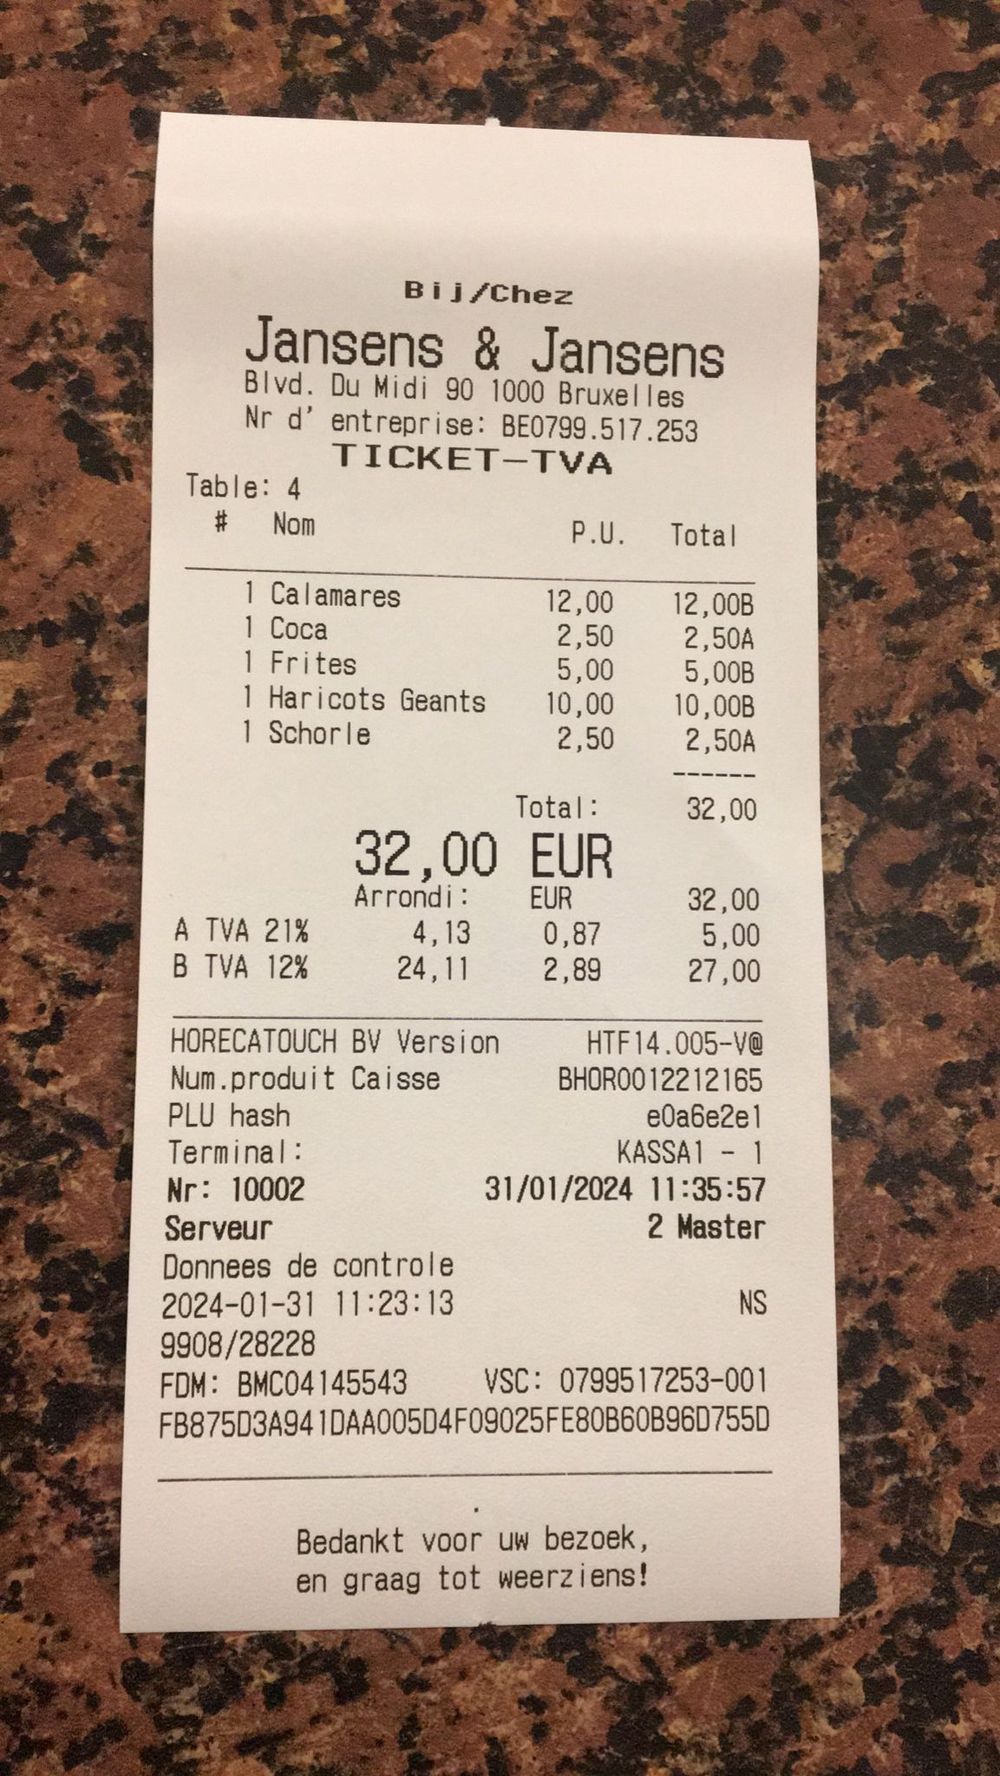 Bij/Chez
Jansens & Jansens
Blvd. Du Midi 90 1000 Bruxelles
Nr d' entreprise: BE0799.517.253
TICKET-TVA
Table: 4
# Nom P.U. Total
1 Calamares 12,00 12,00B
1 Coca 2,50 2,50A
1 Frites 5,00 5,00B
1 Haricots Geants 10,00 10,00B
1 Schorle 2,50 2,50A
------
Total: 32,00
32,00 EUR
Arrondi: EUR 32,00
A TVA 21% 4,13 0,87 5,00
B TVA 12% 24,11 2,89 27,00
HORECATOUCH BV Version HTF14.005-V@
Num.produit Caisse BHOR0012212165
PLU hash e0a6e2e1
Terminal: KASSA1 - 1
Nr: 10002 31/01/2024 11:35:57
Serveur 2 Master
Donnees de controle
2024-01-31 11:23:13 NS
9908/28228
FDM: BMC04145543 VSC: 0799517253-001
FB875D3A941DAA005D4F09025FE80B60B96D755D
.
Bedankt voor uw bezoek,
en graag tot weerziens!